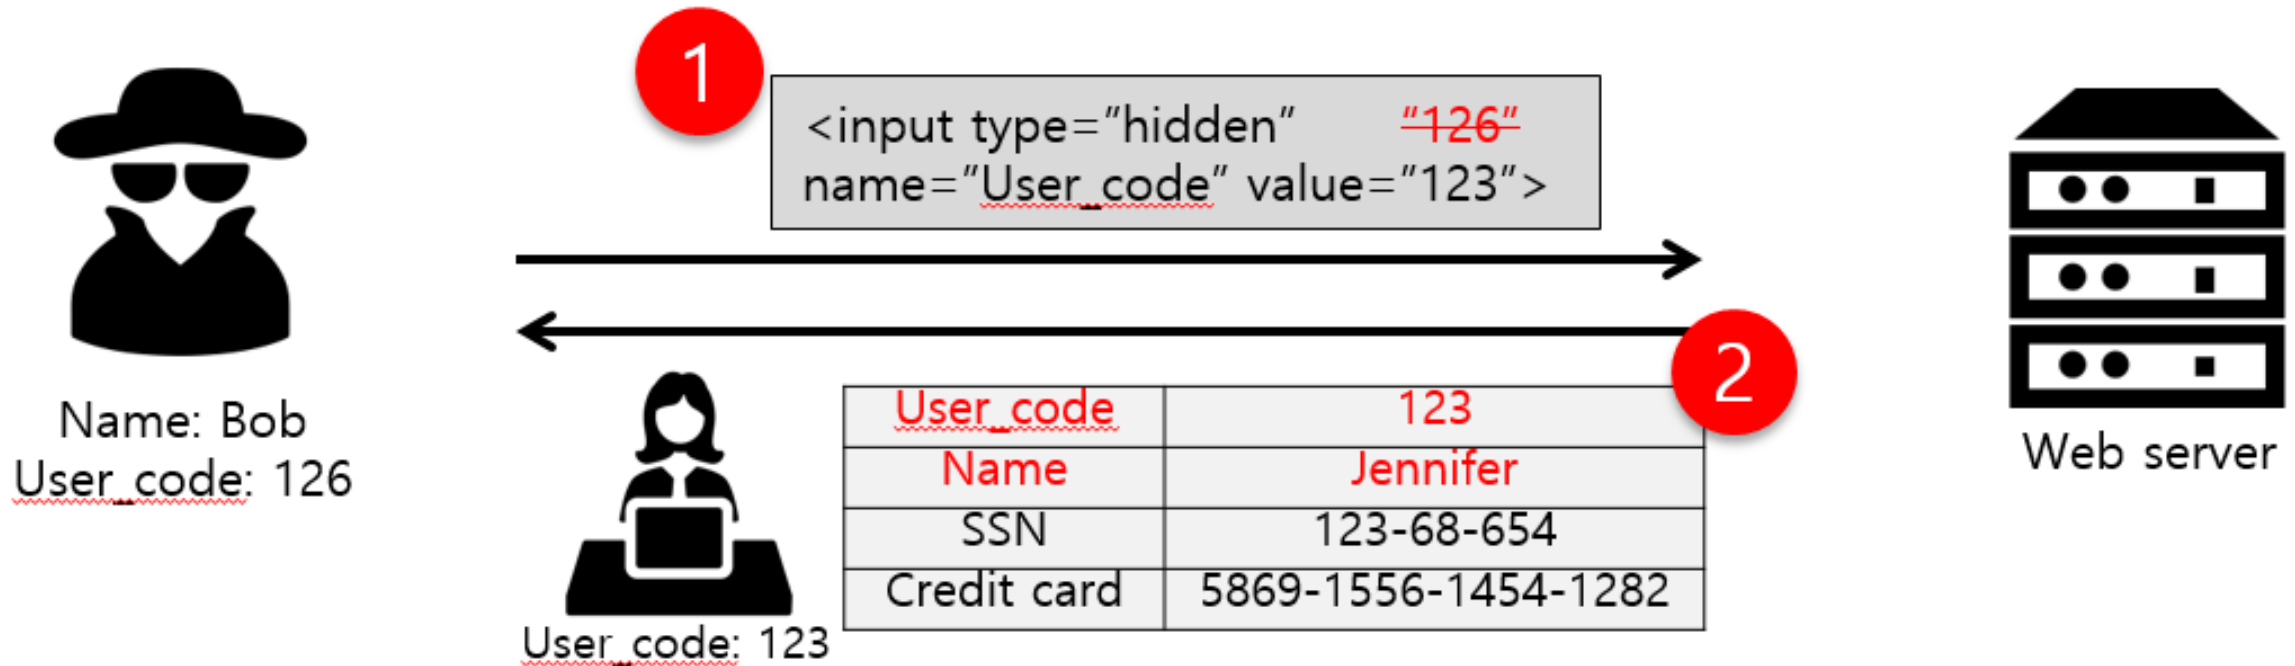 1
<input type="hidden" "126"
name="User_code" value="123">
2
User_code 123
Name Jennifer
SSN 123-68-654
Credit card 5869-1556-1454-1282
Name: Bob
User_code: 126
User_code: 123
Web server